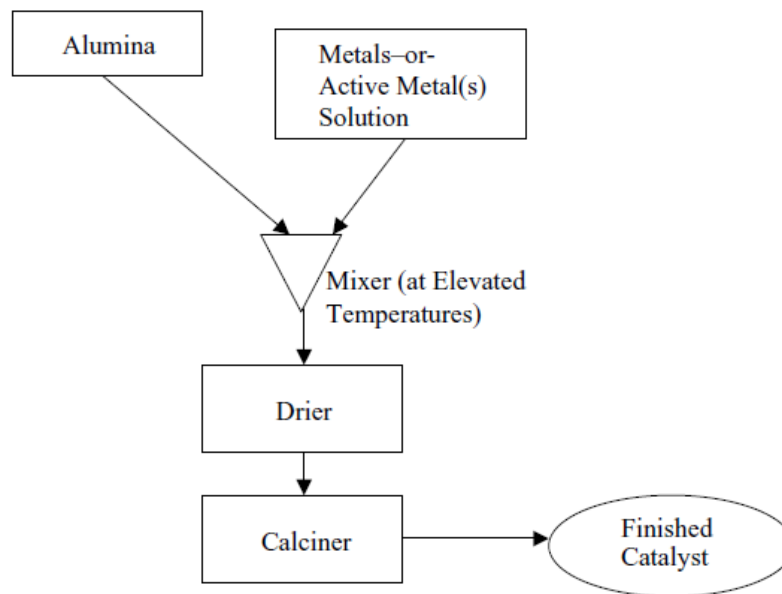 Alumina
Metals–or-
Active Metal(s)
Solution
Mixer (at Elevated
Temperatures)
Drier
Calciner
Finished
Catalyst